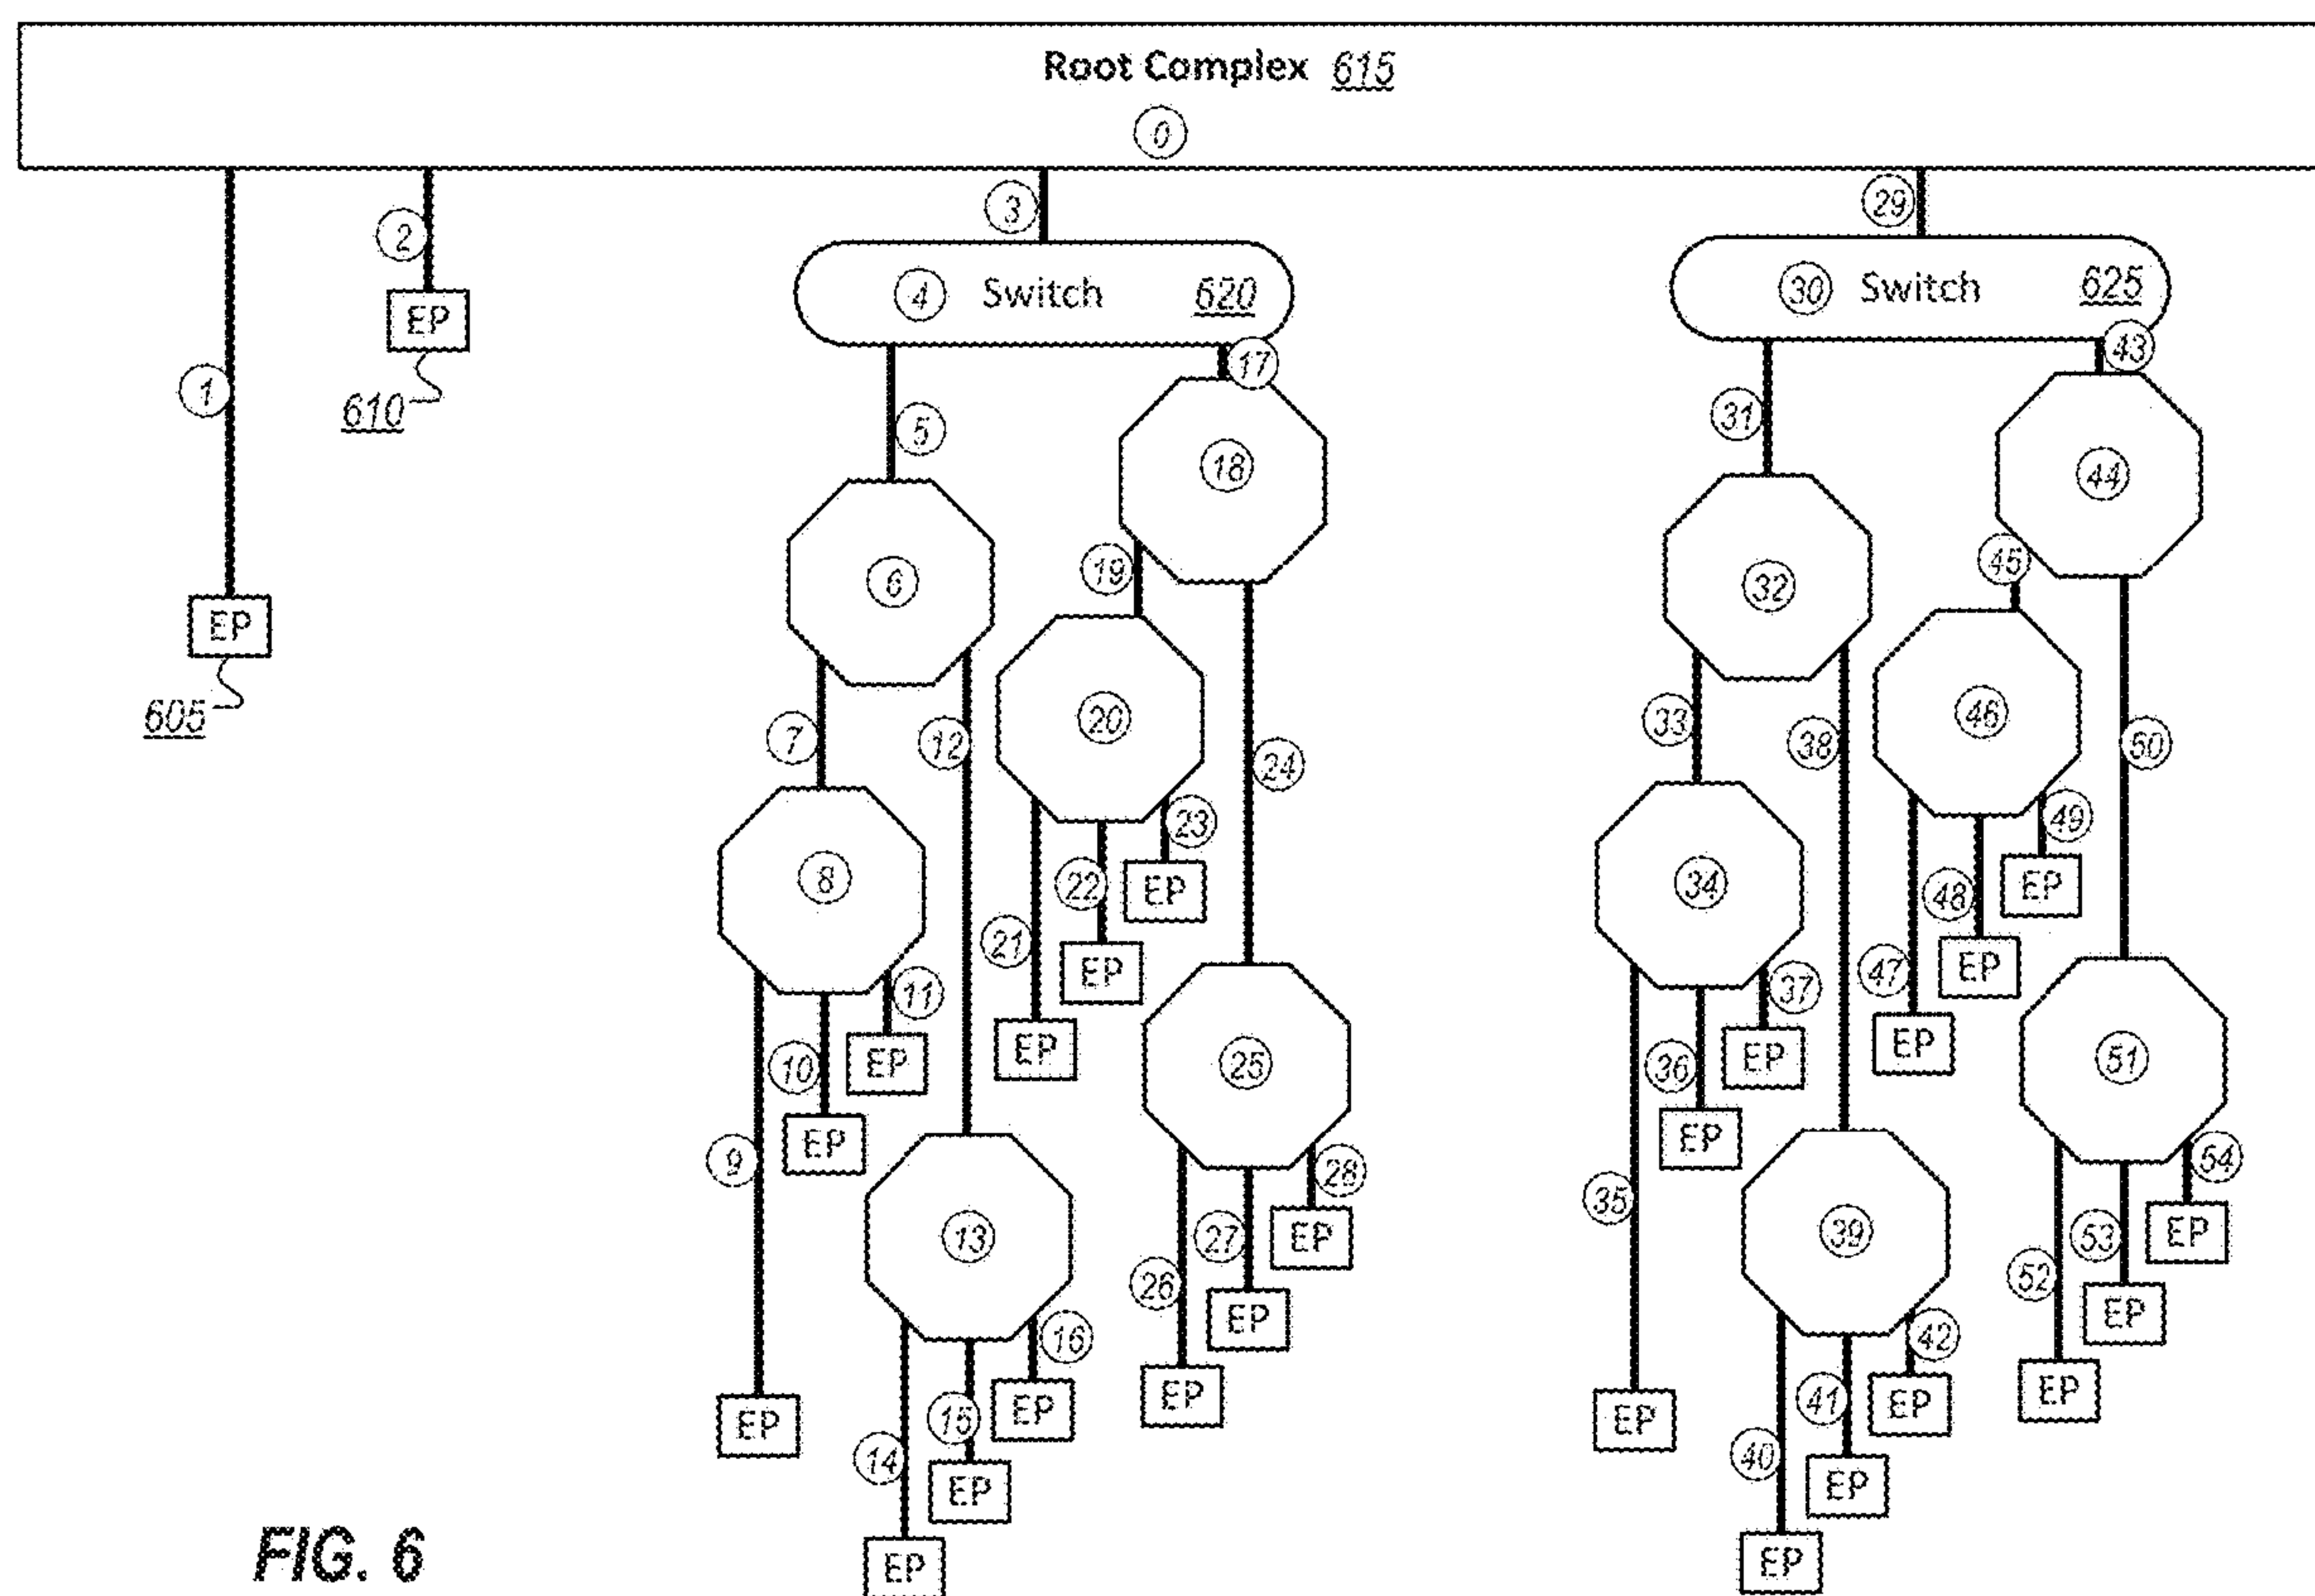 Root Complex 615
0
3
29
2
4 Switch 620
30 Switch 625
EP
17
43
1
610
5
31
18
44
6
19
32
45
EP
605
7
12
20
24
33
38
46
50
8
22
23
34
48
49
EP
EP
21
11
EP
47
37
EP
10
EP
EP
25
36
EP
EP
51
9
EP
28
EP
54
35
13
27
EP
39
53
EP
26
EP
52
EP
16
42
EP
15
EP
EP
EP
41
EP
EP
14
EP
40
EP
FIG. 6
EP
EP